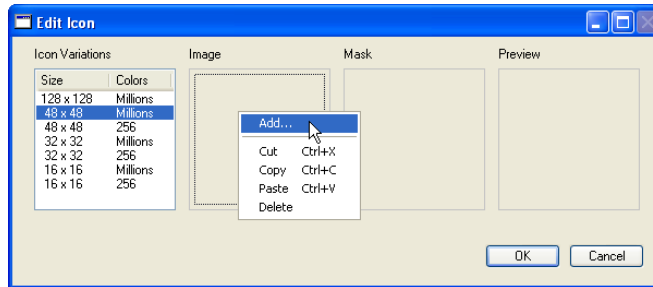 Edit Icon
Icon Variations Image Mask Preview
Size Colors
128 x 128 Millions
48 x 48 Millions
48 x 48 256
32 x 32 Millions
32 x 32 256
16 x 16 Millions
16 x 16 256
Add...
Cut Ctrl+X
Copy Ctrl+C
Paste Ctrl+V
Delete
OK Cancel